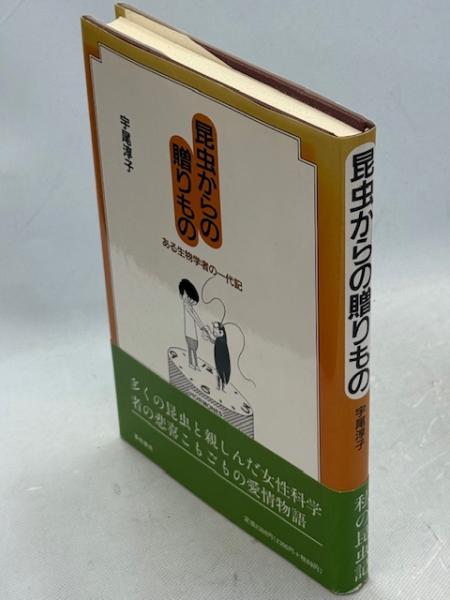 昆虫からの
贈りもの
ある生物学者の一代記
宇尾淳子
多くの昆虫と親しんだ女性科学
者の悲喜こもごもの愛情物語
昆虫からの贈りもの
宇尾淳子
私の昆虫記